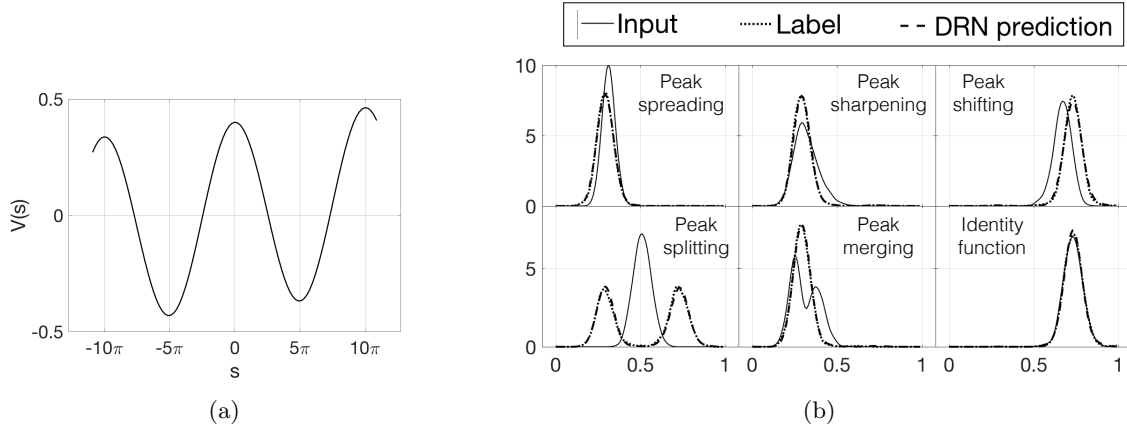 Input Label DRN prediction
0.5
0
-0.5
V(s)
-10π -5π 0 5π 10π
s
(a)
10
5
0
Peak
spreading
Peak
sharpening
Peak
shifting
5
0
Peak
splitting
Peak
merging
Identity
function
0 0.5 1 0 0.5 1 0 0.5 1
(b)